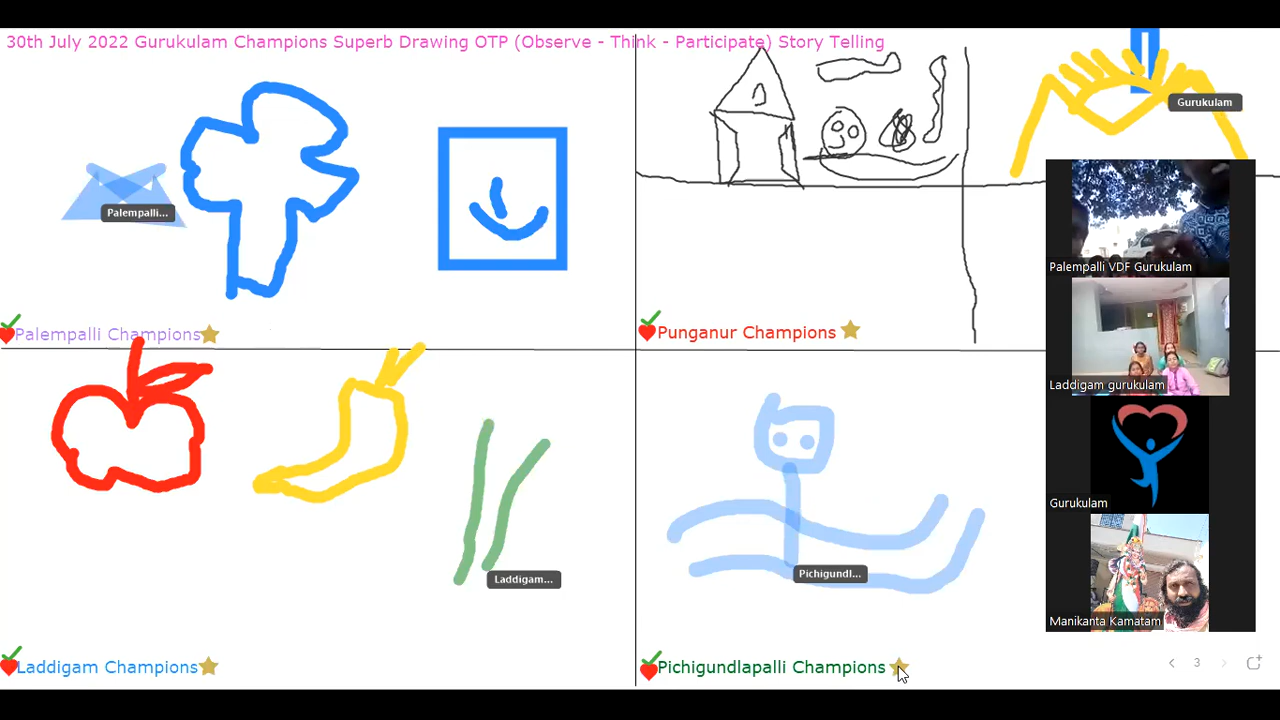 30th July 2022 Gurukulam Champions Superb Drawing OTP (Observe - Think - Participate) Story Telling
Gurukulam
Palempalli...
Palempalli VDF Gurukulam
Palempalli Champions
Punganur Champions
Laddigam gurukulam
Gurukulam
Laddigam...
Pichigundl...
Manikanta Kamatam
Laddigam Champions
Pichigundlapalli Champions
3